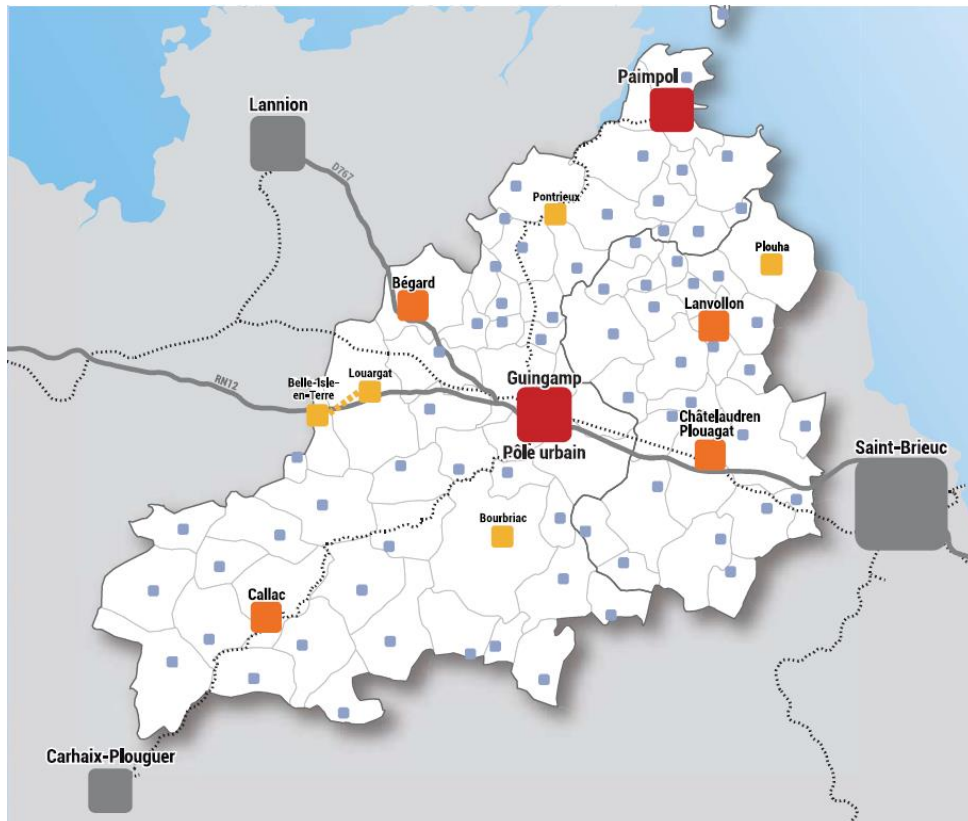 Paimpol
Lannion
D767
Pontrieux
Plouha
Bégard
Lanvollon
RN12
Belle-Isle-
en-Terre
Louargat
Guingamp
Pôle urbain
Châtelaudren
Plouagat
Saint-Brieuc
Bourbriac
Callac
Carhaix-Plouguer